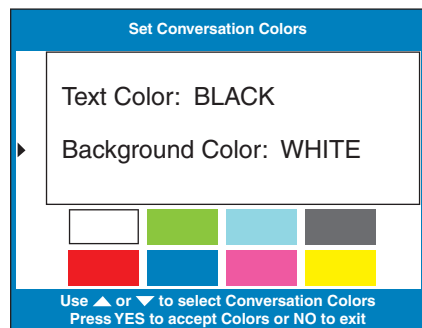 Set Conversation Colors
Text Color: BLACK
Background Color: WHITE
Use ▲ or ▼ to select Conversation Colors
Press YES to accept Colors or NO to exit